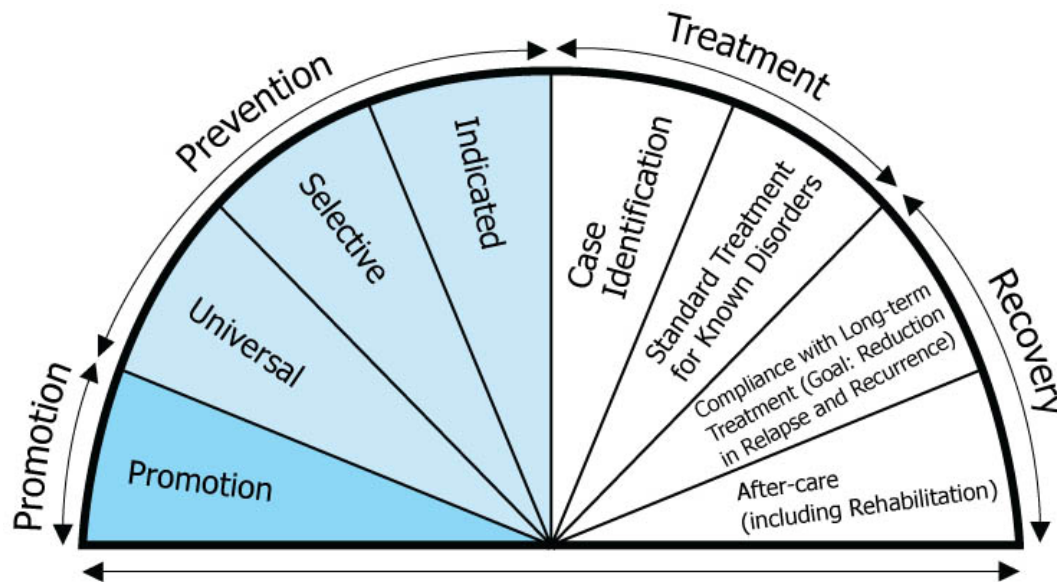 Promotion
Prevention
Treatment
Recovery
Promotion
Universal
Selective
Indicated
Case
Identification
Standard Treatment
for Known Disorders
Compliance with Long-term
Treatment (Goal: Reduction
in Relapse and Recurrence)
After-care
(including Rehabilitation)